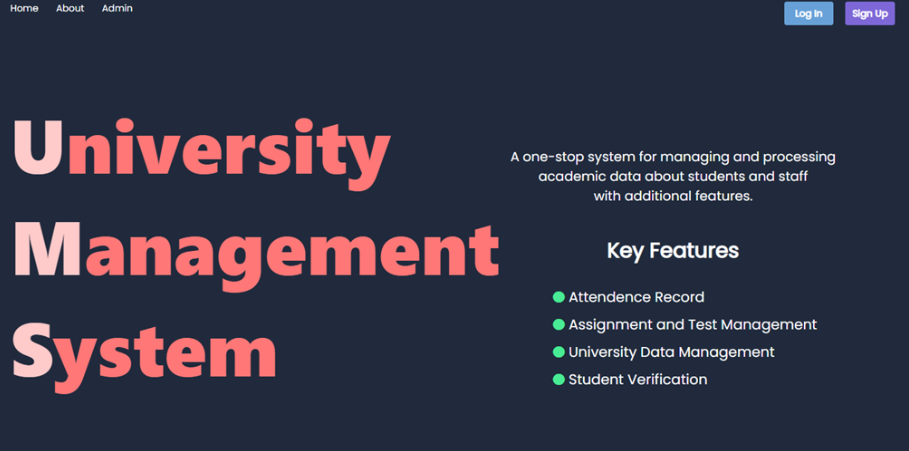 Home About Admin
Log In Sign Up
University
Management
System
A one-stop system for managing and processing
academic data about students and staff
with additional features.
Key Features
Attendence Record
Assignment and Test Management
University Data Management
Student Verification